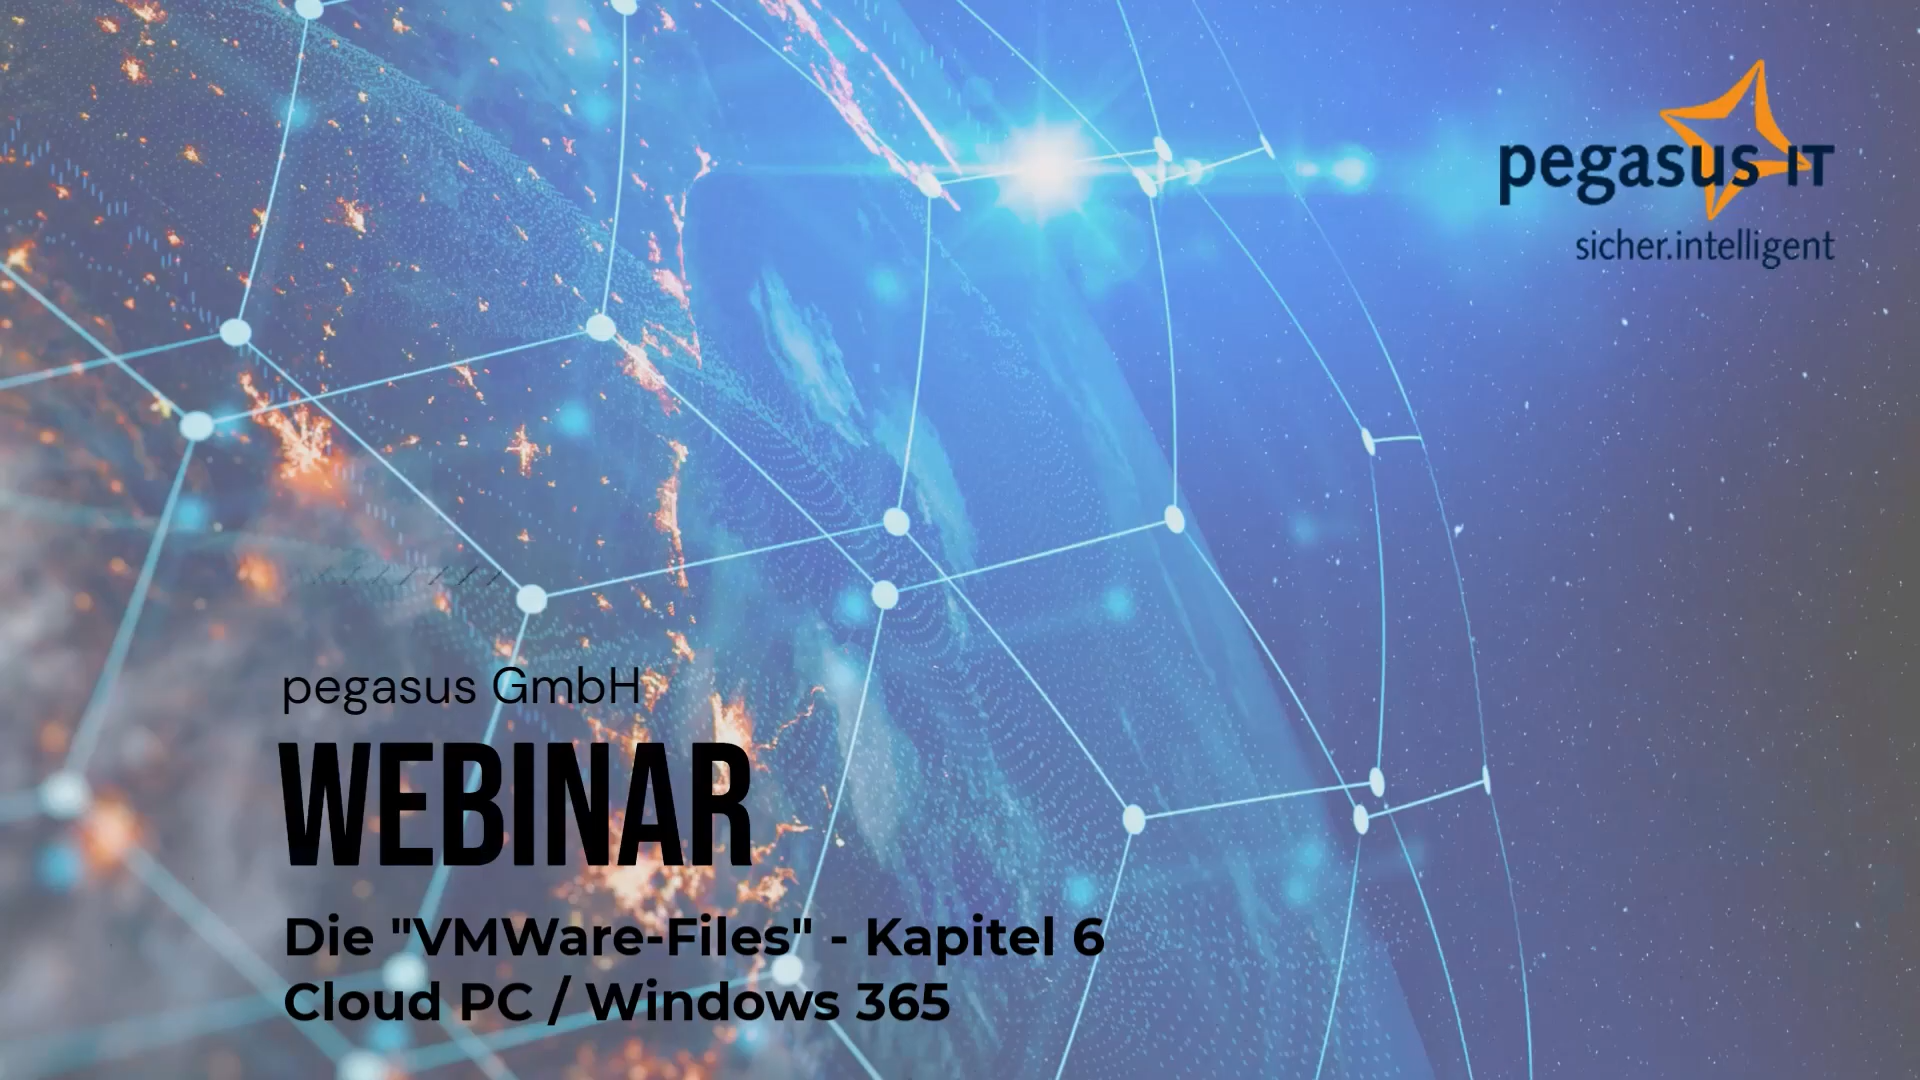 pegasus IT
sicher.intelligent
pegasus GmbH
WEBINAR
Die "VMWare-Files" - Kapitel 6
Cloud PC / Windows 365